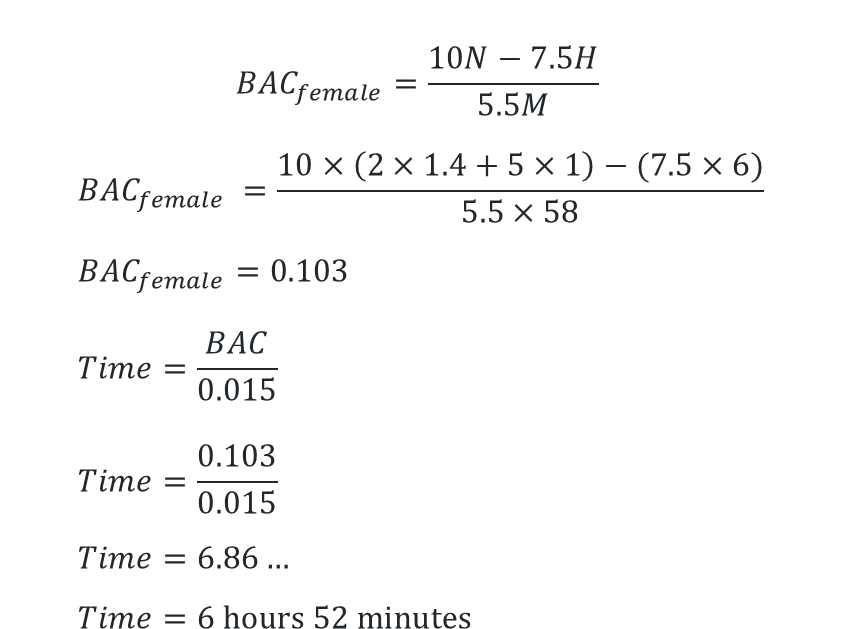 BAC_female = (10N − 7.5H)/(5.5M)
BAC_female = (10 × (2 × 1.4 + 5 × 1) − (7.5 × 6))/(5.5 × 58)
BAC_female = 0.103
Time = BAC/0.015
Time = 0.103/0.015
Time = 6.86 ...
Time = 6 hours 52 minutes